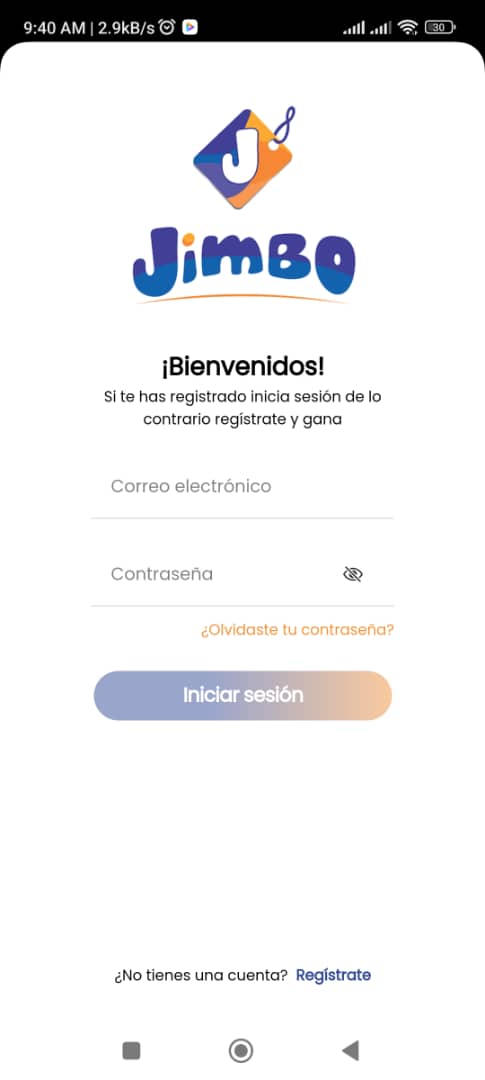 9:40 AM | 2.9kB/s
30
J
JimBO
¡Bienvenidos!
Si te has registrado inicia sesión de lo
contrario regístrate y gana
Correo electrónico
Contraseña
¿Olvidaste tu contraseña?
Iniciar sesión
¿No tienes una cuenta? Regístrate